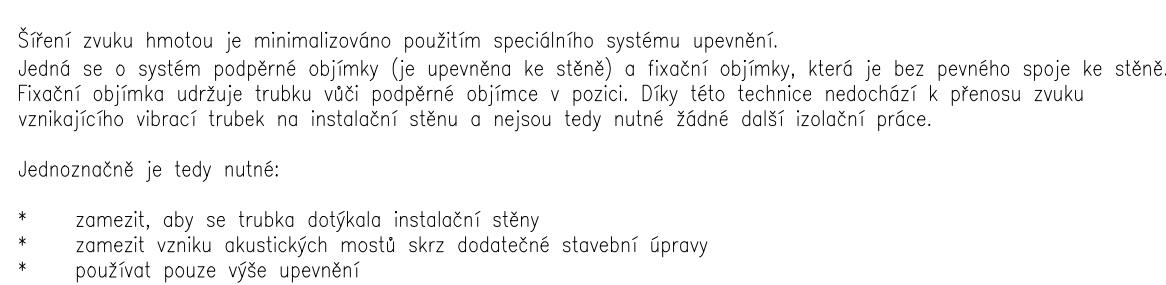 Šíření zvuku hmotou je minimalizováno použitím speciálního systému upevnění.
Jedná se o systém podpěrné objímky (je upevněna ke stěně) a fixační objímky, která je bez pevného spoje ke stěně.
Fixační objímka udržuje trubku vůči podpěrné objímce v pozici. Díky této technice nedochází k přenosu zvuku
vznikajícího vibrací trubek na instalační stěnu a nejsou tedy nutné žádné další izolační práce.
Jednoznačně je tedy nutné:
* zamezit, aby se trubka dotýkala instalační stěny
* zamezit vzniku akustických mostů skrz dodatečné stavební úpravy
* používat pouze výše upevnění